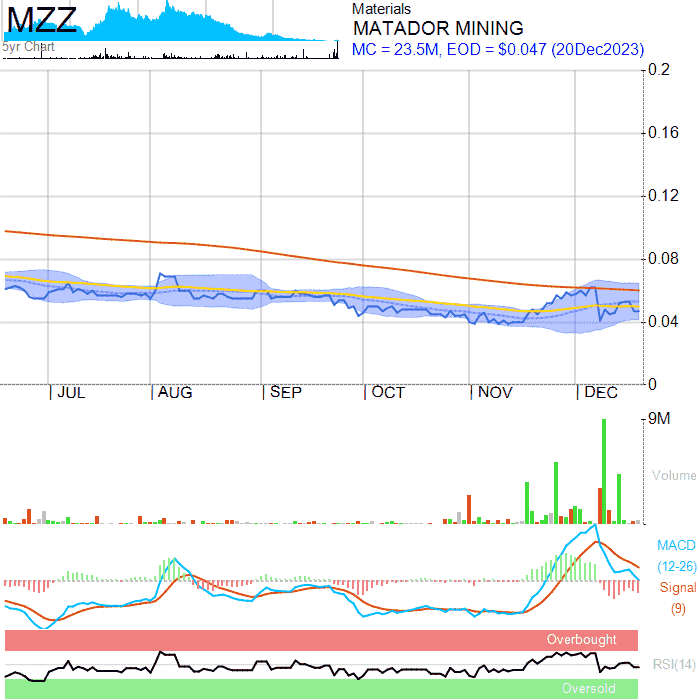 MZZ
5yr Chart
Materials
MATADOR MINING
MC = 23.5M, EOD = $0.047 (20Dec2023)
0.2
0.16
0.12
0.08
0.04
0
JUL AUG SEP OCT NOV DEC
9M
Volume
MACD
(12-26)
Signal
(9)
Overbought
RSI(14)
Oversold